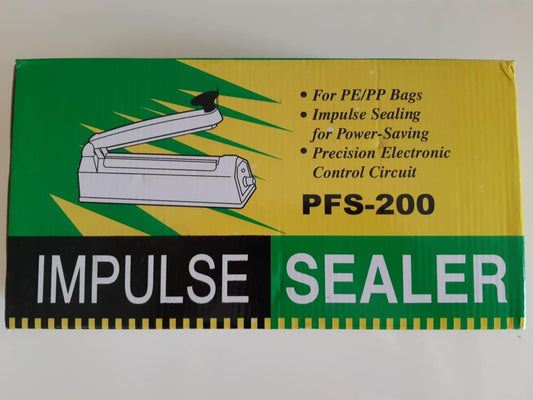 • For PE/PP Bags
• Impulse Sealing
for Power-Saving
• Precision Electronic
Control Circuit
PFS-200
IMPULSE SEALER